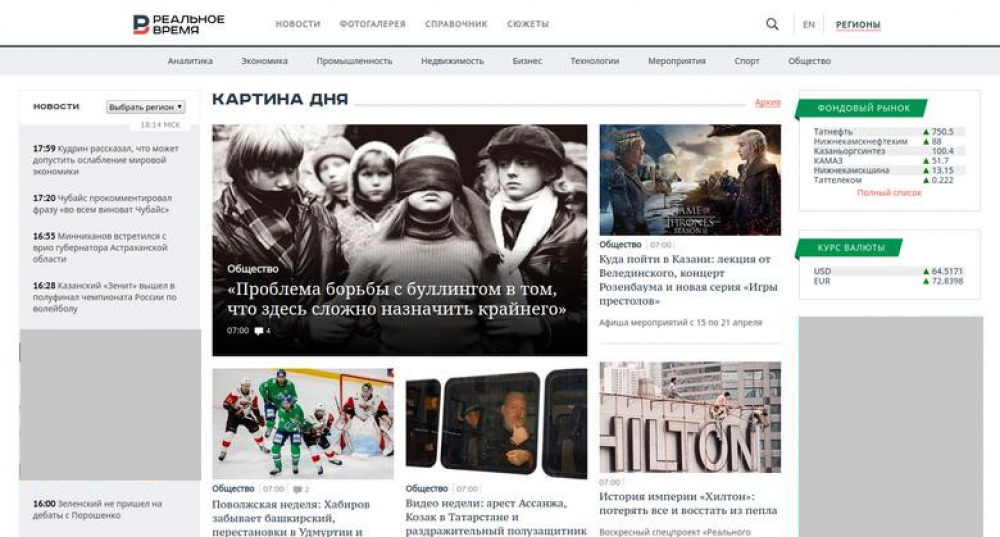 РЕАЛЬНОЕ
ВРЕМЯ
НОВОСТИ ФОТОГАЛЕРЕЯ СПРАВОЧНИК СЮЖЕТЫ
EN РЕГИОНЫ
Аналитика Экономика Промышленность Недвижимость Бизнес Технологии Мероприятия Спорт Общество
НОВОСТИ Выбрать регион
18:14 МСК
17:59 Кудрин рассказал, что может
допустить ослабление мировой
экономики
17:20 Чубайс прокомментировал
фразу «во всем виноват Чубайс»
16:55 Минниханов встретился с
врио губернатора Астраханской
области
16:28 Казанский «Зенит» вышел в
полуфинал чемпионата России по
волейболу
16:00 Зеленский не пришел на
дебаты с Порошенко
КАРТИНА ДНЯ
Архив
Общество
«Проблема борьбы с буллингом в том,
что здесь сложно назначить крайнего»
07:00 4
GAME OF
THRONES
SEASON 8
Общество 07:00
Куда пойти в Казани: лекция от
Велединского, концерт
Розенбаума и новая серия «Игры
престолов»
Афиша мероприятий с 15 по 21 апреля
Общество 07:00 2
Поволжская неделя: Хабиров
забывает башкирский,
перестановки в Удмуртии и
Общество 07:00
Видео недели: арест Ассанжа,
Козак в Татарстане и
раздражительный полузащитник
HILTON
07:00
История империи «Хилтон»:
потерять все и восстать из пепла
Воскресный спецпроект «Реального
ФОНДОВЫЙ РЫНОК
Татнефть 750.5
Нижнекамскнефтехим 88
Казаньоргсинтез 100.4
КАМАЗ 51.7
Нижнекамскшина 13.15
Таттелеком 0.222
Полный список
КУРС ВАЛЮТЫ
USD 64.5171
EUR 72.8398